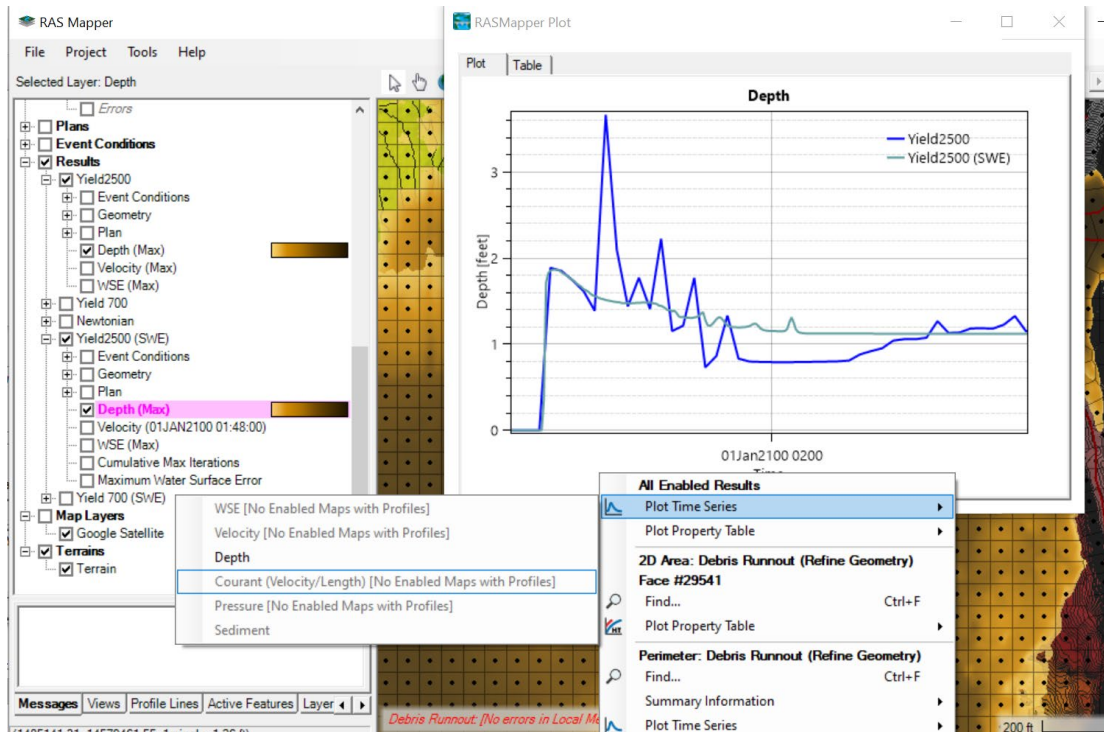 RAS Mapper
File Project Tools Help
Selected Layer: Depth
Errors
Plans
Event Conditions
Results
Yield2500
Event Conditions
Geometry
Plan
Depth (Max)
Velocity (Max)
WSE (Max)
Yield 700
Newtonian
Yield2500 (SWE)
Event Conditions
Geometry
Plan
Depth (Max)
Velocity (01JAN2100 01:48:00)
WSE (Max)
Cumulative Max Iterations
Maximum Water Surface Error
Yield 700 (SWE)
Map Layers
Google Satellite
Terrains
Terrain
Messages Views Profile Lines Active Features Layer
RASMapper Plot
Plot Table
Depth
Yield2500
Yield2500 (SWE)
Depth [feet]
3
2
1
0
01Jan2100 0200
Time
WSE [No Enabled Maps with Profiles]
Velocity [No Enabled Maps with Profiles]
Depth
Courant (Velocity/Length) [No Enabled Maps with Profiles]
Pressure [No Enabled Maps with Profiles]
Sediment
All Enabled Results
Plot Time Series
Plot Property Table
2D Area: Debris Runout (Refine Geometry)
Face #29541
Find... Ctrl+F
Plot Property Table
Perimeter: Debris Runout (Refine Geometry)
Find... Ctrl+F
Summary Information
Plot Time Series
Debris Runout: [No errors in Local Me
200 ft